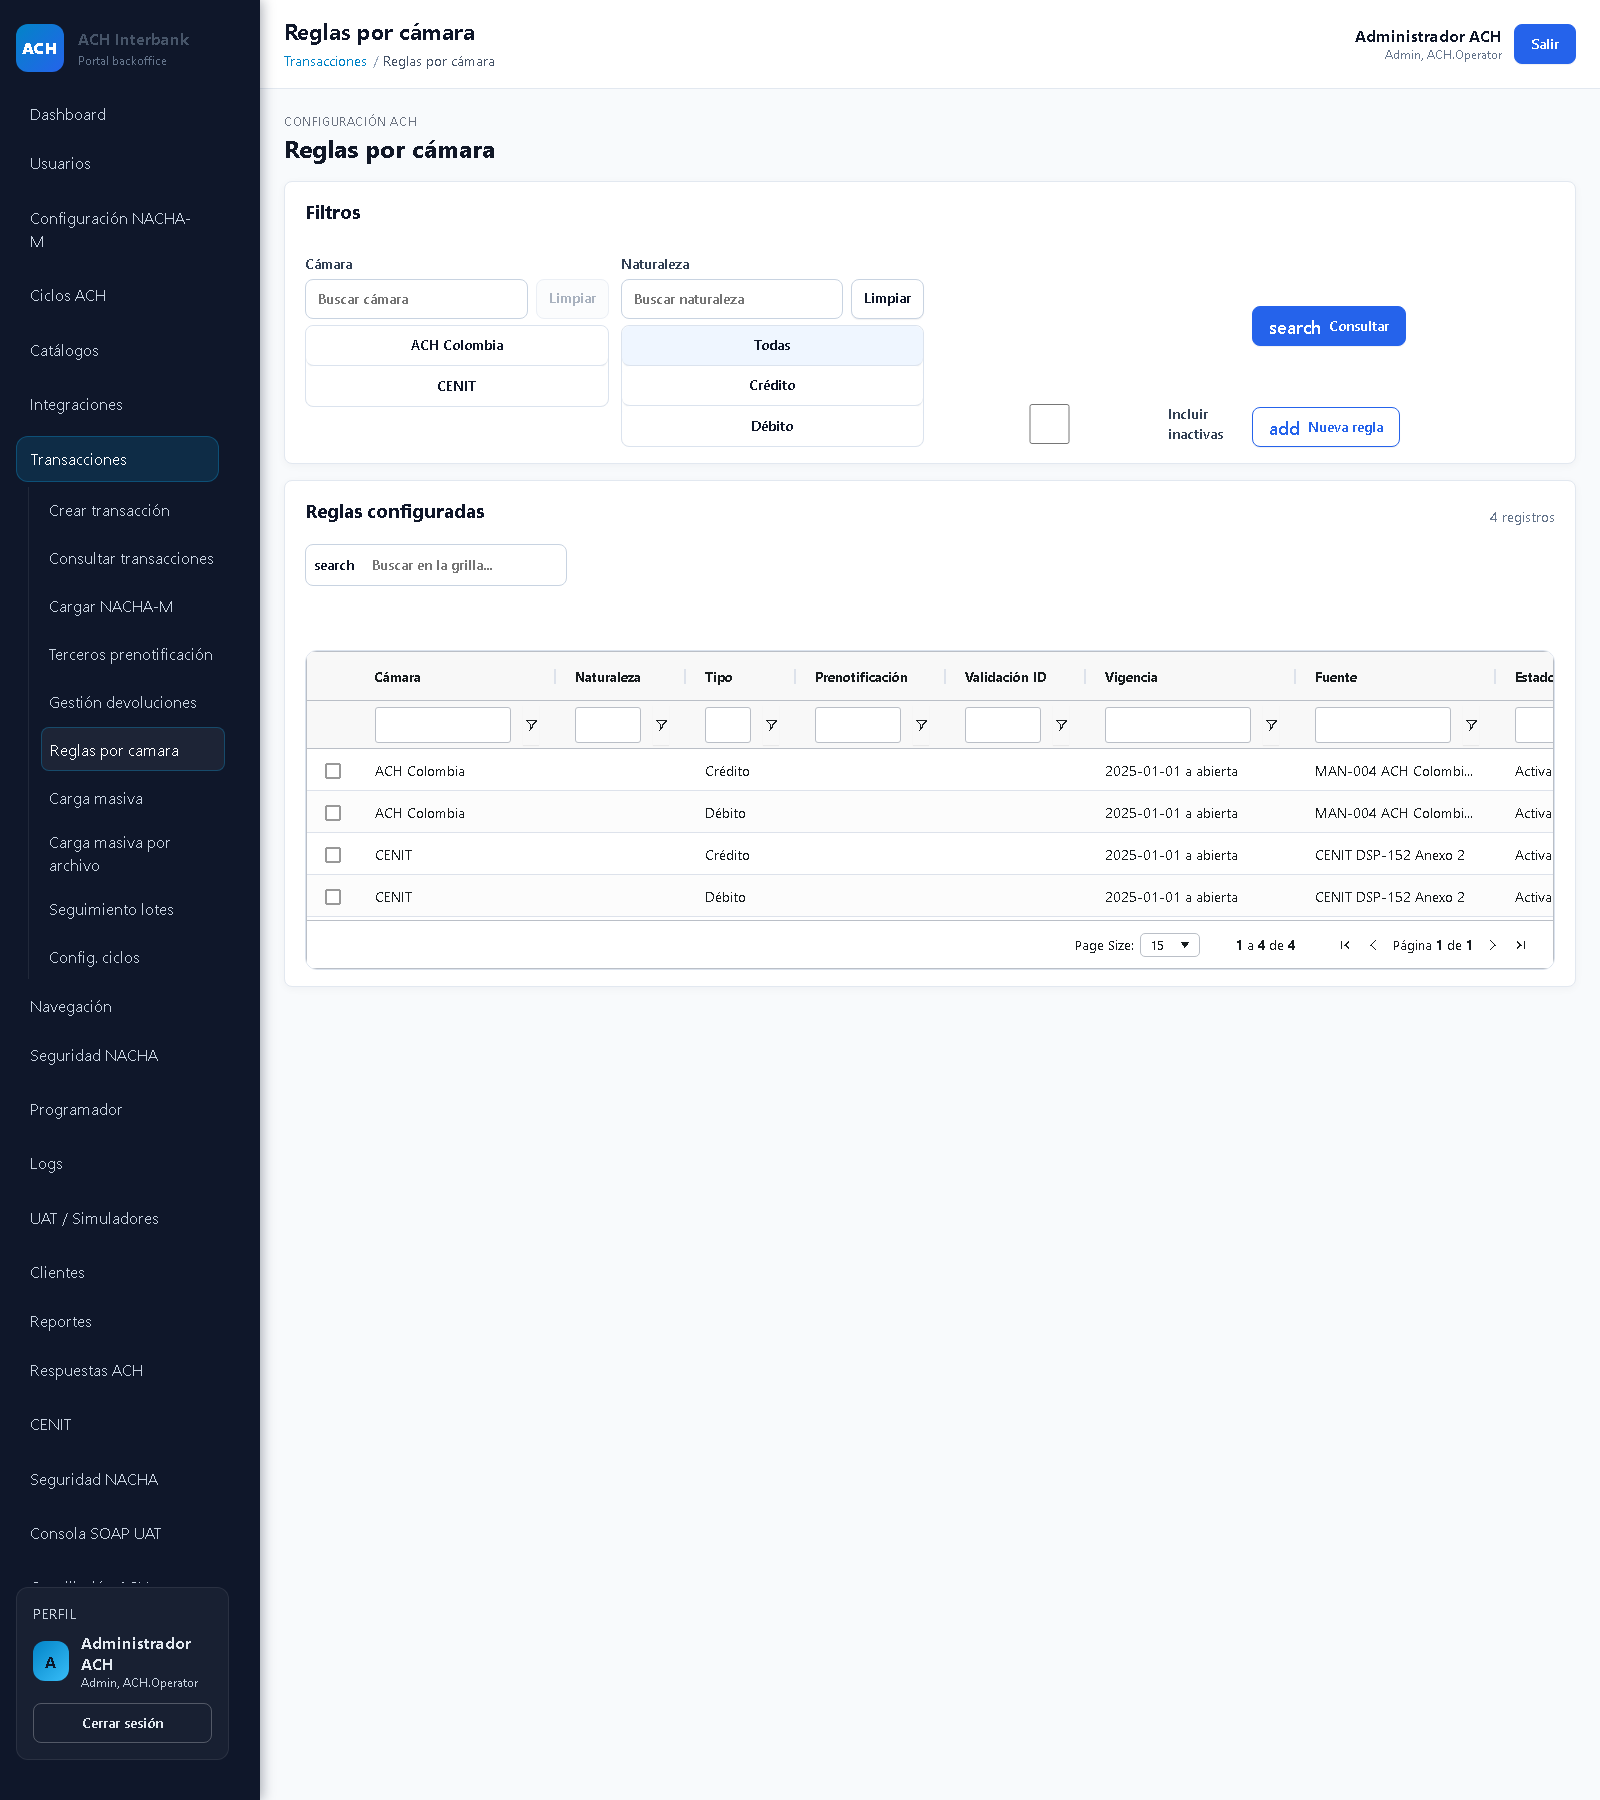 ACH
ACH Interbank
Portal backoffice
Dashboard
Usuarios
Configuración NACHA-
M
Ciclos ACH
Catálogos
Integraciones
Transacciones
Crear transacción
Consultar transacciones
Cargar NACHA-M
Terceros prenotificación
Gestión devoluciones
Reglas por camara
Carga masiva
Carga masiva por
archivo
Seguimiento lotes
Config. ciclos
Navegación
Seguridad NACHA
Programador
Logs
UAT / Simuladores
Clientes
Reportes
Respuestas ACH
CENIT
Seguridad NACHA
Consola SOAP UAT
PERFIL
A
Administrador
ACH
Admin, ACH.Operator
Cerrar sesión
Reglas por cámara
Transacciones / Reglas por cámara
Administrador ACH
Admin, ACH.Operator
Salir
CONFIGURACIÓN ACH
Reglas por cámara
Filtros
Cámara
Buscar cámara
Limpiar
ACH Colombia
CENIT
Naturaleza
Buscar naturaleza
Limpiar
Todas
Crédito
Débito
Incluir
inactivas
search Consultar
add Nueva regla
Reglas configuradas
4 registros
search Buscar en la grilla...
Cámara Naturaleza Tipo Prenotificación Validación ID Vigencia Fuente Estado
ACH Colombia Crédito 2025-01-01 a abierta MAN-004 ACH Colombi... Activa
ACH Colombia Débito 2025-01-01 a abierta MAN-004 ACH Colombi... Activa
CENIT Crédito 2025-01-01 a abierta CENIT DSP-152 Anexo 2 Activa
CENIT Débito 2025-01-01 a abierta CENIT DSP-152 Anexo 2 Activa
Page Size: 15 1 a 4 de 4 Página 1 de 1